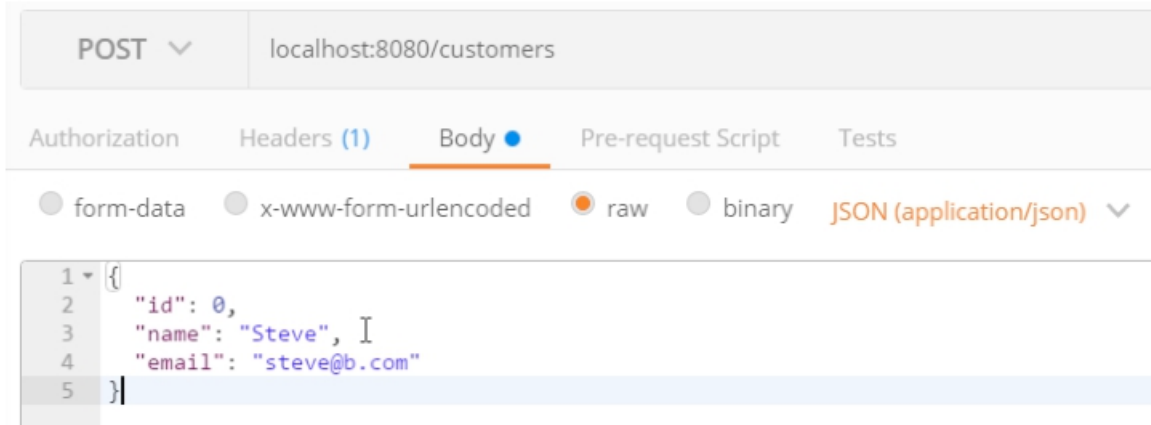 POST localhost:8080/customers
Authorization Headers (1) Body Pre-request Script Tests
form-data x-www-form-urlencoded raw binary JSON (application/json)
1 {
2 "id": 0,
3 "name": "Steve",
4 "email": "steve@b.com"
5 }